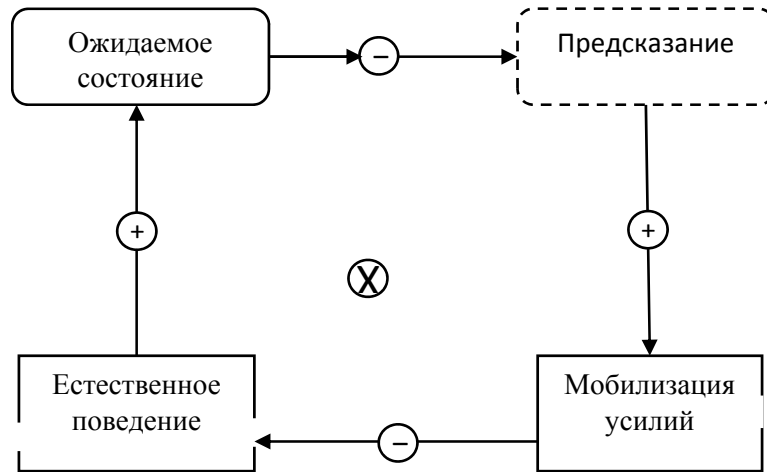 Ожидаемое
состояние
−
Предсказание
+
+
X
Естественное
поведение
−
Мобилизация
усилий